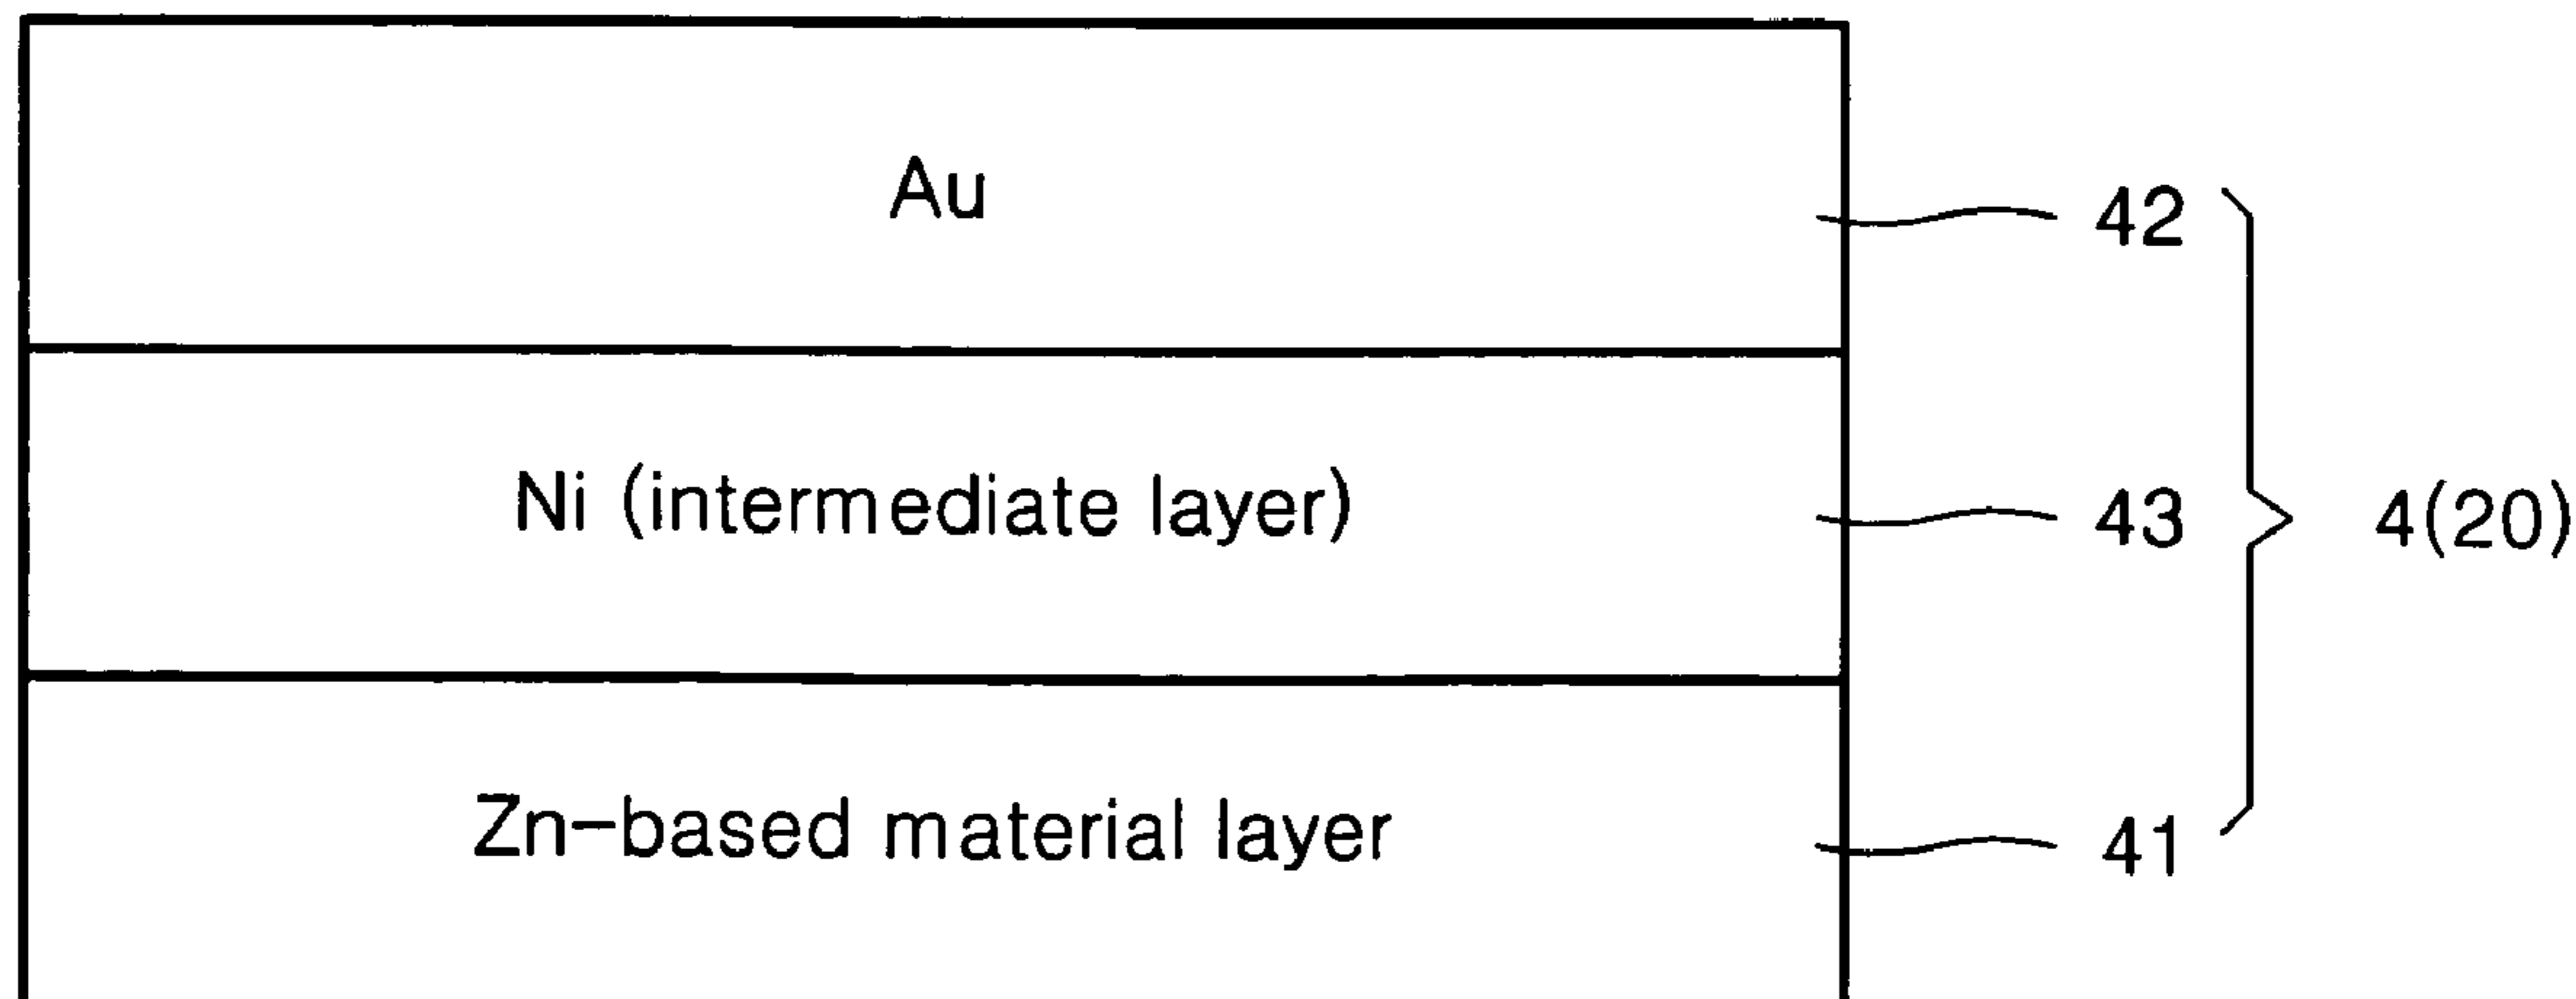 Au
42
Ni (intermediate layer)
43
4(20)
Zn-based material layer
41